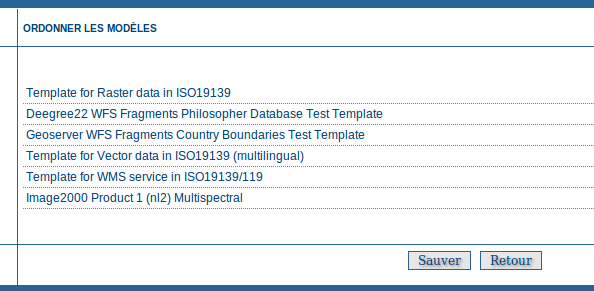 ORDONNER LES MODÈLES
Template for Raster data in ISO19139
Deegree22 WFS Fragments Philosopher Database Test Template
Geoserver WFS Fragments Country Boundaries Test Template
Template for Vector data in ISO19139 (multilingual)
Template for WMS service in ISO19139/119
Image2000 Product 1 (nl2) Multispectral
Sauver Retour